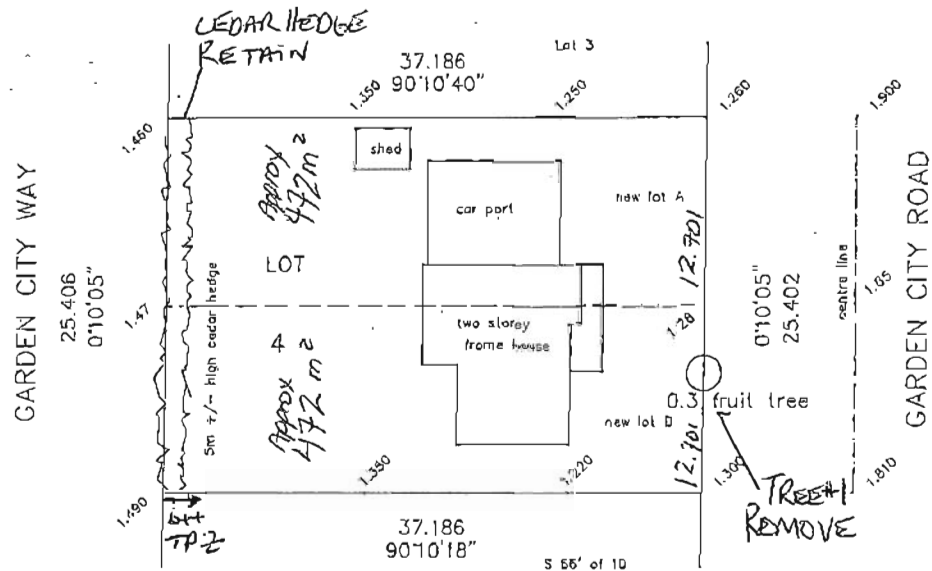 CEDAR HEDGE
RETAIN
Lot 3
37.186
90°10'40"
1.350
1.250
1.260
1.900
1.460
shed
Approx
472 m²
car port
new lot A
12.701
GARDEN CITY WAY
25.406
0°10'05"
LOT
4
5m +/- high cedar hedge
1.47
two storey
frame house
1.28
0°10'05"
25.402
centre line
1.65
GARDEN CITY ROAD
0.3 fruit tree
Approx
472 m²
new lot B
12.701
1.350
1.220
1.300
1.810
1.490
TPZ
37.186
90°10'18"
S 66' of 10
TREE#1
REMOVE